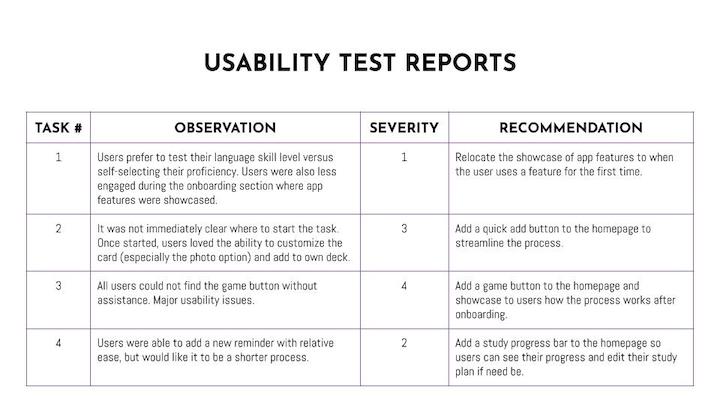 USABILITY TEST REPORTS
TASK #
OBSERVATION
SEVERITY
RECOMMENDATION
1
Users prefer to test their language skill level versus
self-selecting their proficiency. Users were also less
engaged during the onboarding section where app
features were showcased.
1
Relocate the showcase of app features to when
the user uses a feature for the first time.
2
It was not immediately clear where to start the task.
Once started, users loved the ability to customize the
card (especially the photo option) and add to own deck.
3
Add a quick add button to the homepage to
streamline the process.
3
All users could not find the game button without
assistance. Major usability issues.
4
Add a game button to the homepage and
showcase to users how the process works after
onboarding.
4
Users were able to add a new reminder with relative
ease, but would like it to be a shorter process.
2
Add a study progress bar to the homepage so
users can see their progress and edit their study
plan if need be.